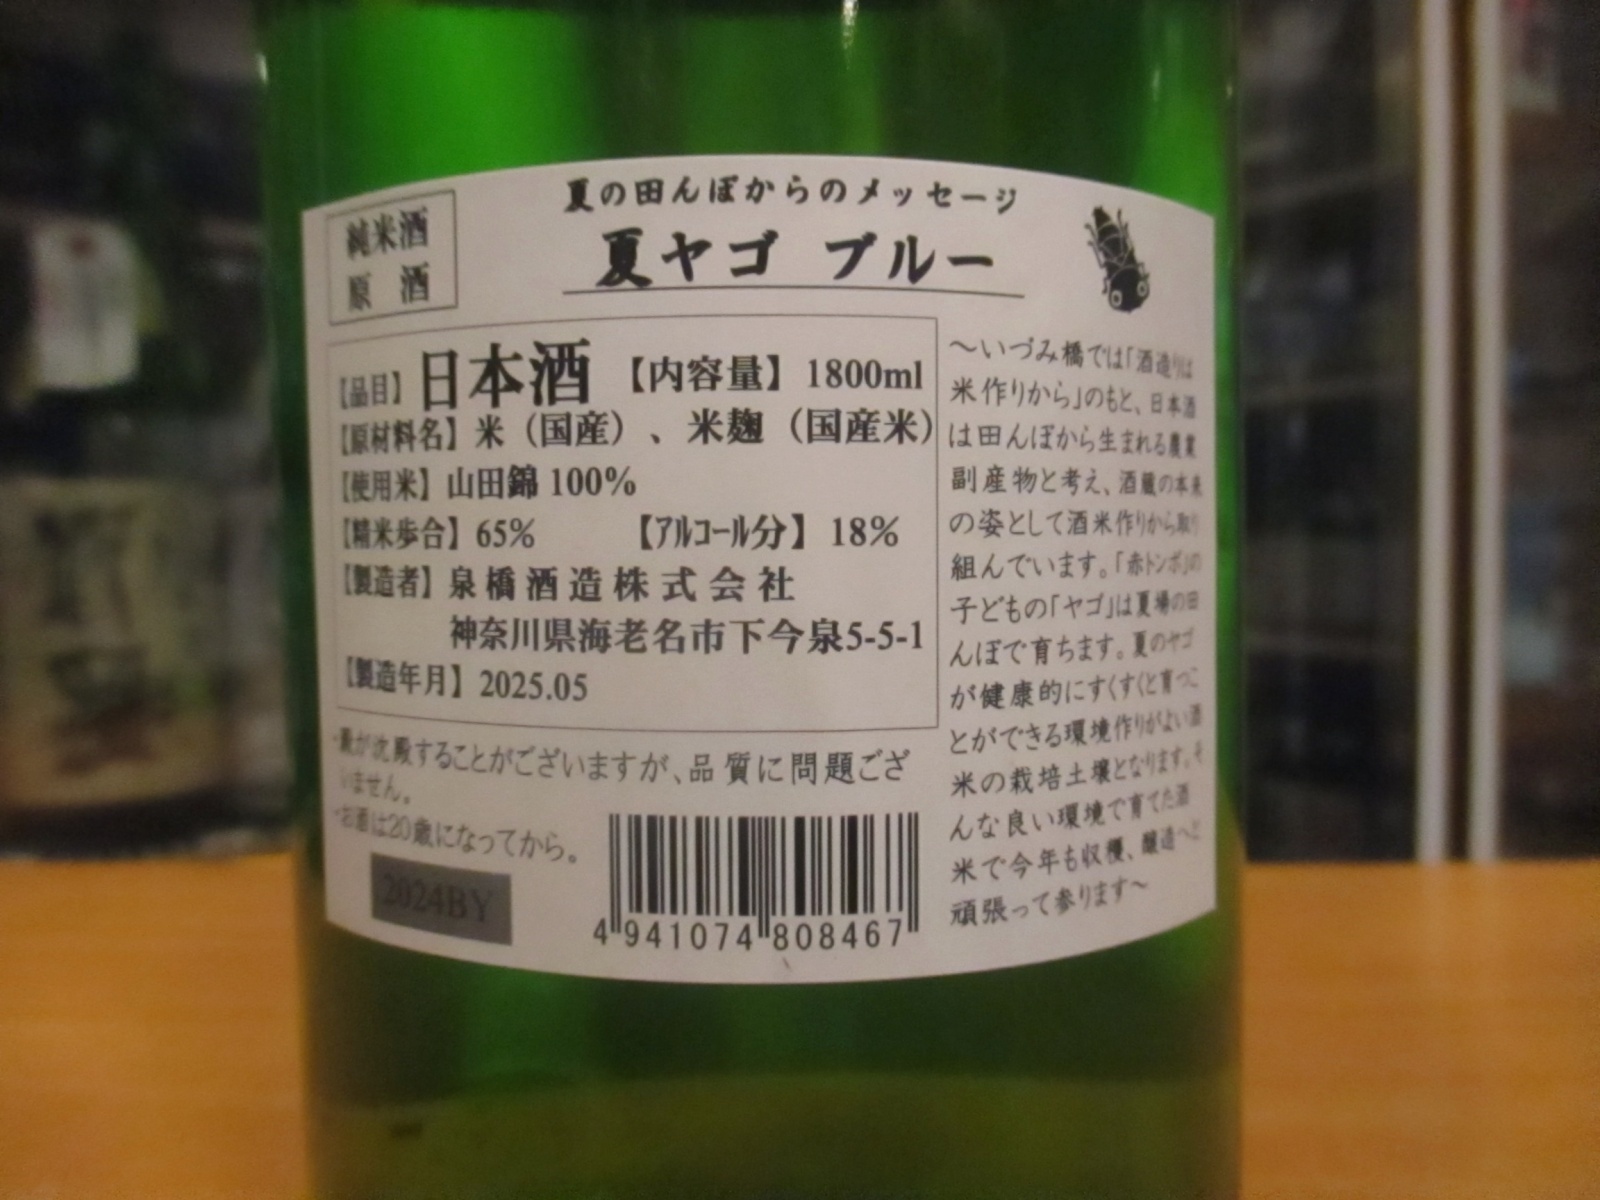 純米酒
原 酒
夏の田んぼからのメッセージ
夏ヤゴ ブルー
【品目】日本酒 【内容量】1800ml
【原材料名】米（国産）、米麹（国産米）
【使用米】山田錦 100%
【精米歩合】65% 【アルコール分】18%
【製造者】泉橋酒造株式会社
神奈川県海老名市下今泉5-5-1
【製造年月】2025.05
が沈殿することがございますが、品質に問題ござ
いません。
・お酒は20歳になってから。
2024BY
4 941074 808467
～いづみ橋では「酒造りは
米作りから」のもと、日本酒
は田んぼから生まれる農業
副産物と考え、酒蔵の本来
の姿として酒米作りから取り
組んでいます。「赤トンボ」の
子どもの「ヤゴ」は夏場の田
んぼで育ちます。夏のヤゴ
が健康的にすくすくと育つこ
とができる環境作りがよい酒
米の栽培土壌となります。そ
んな良い環境で育てた酒
米で今年も収穫、醸造へと
頑張って参ります～